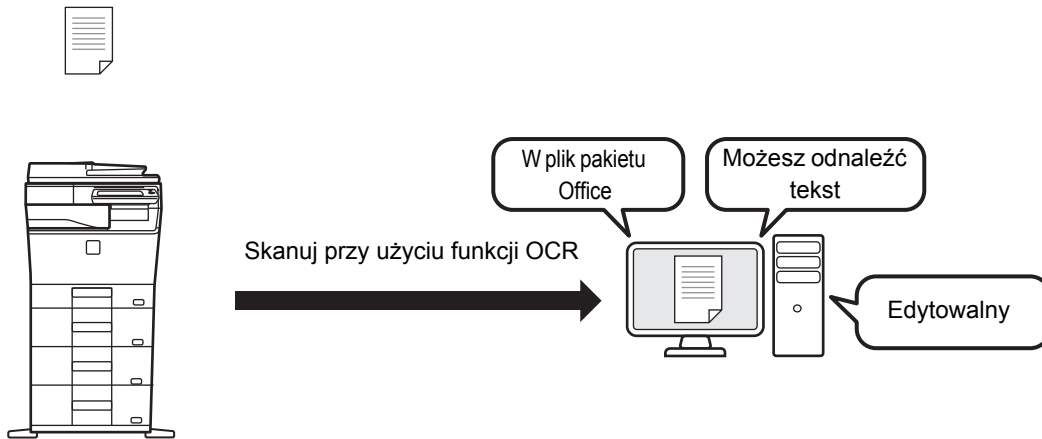 W plik pakietu
Office
Możesz odnaleźć
tekst
Skanuj przy użyciu funkcji OCR
Edytowalny